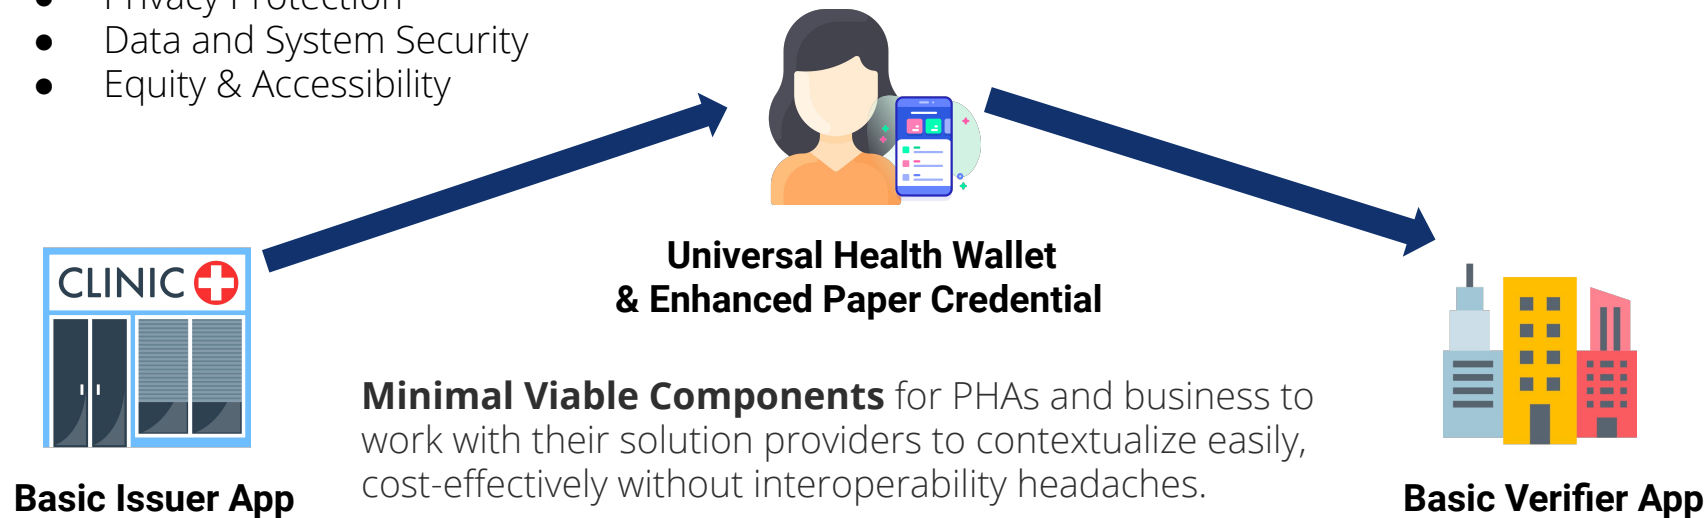 ● Privacy Protection
● Data and System Security
● Equity & Accessibility
CLINIC
Universal Health Wallet
& Enhanced Paper Credential
Minimal Viable Components for PHAs and business to
work with their solution providers to contextualize easily,
cost-effectively without interoperability headaches.
Basic Issuer App
Basic Verifier App